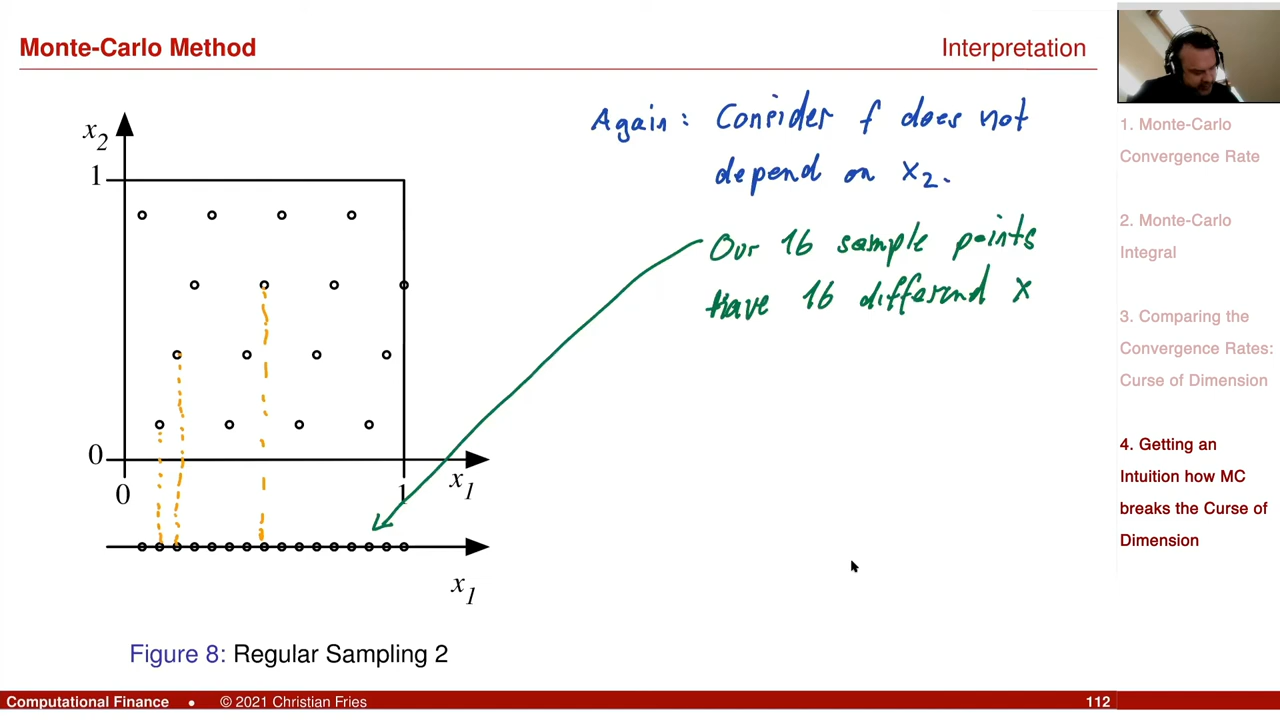 Monte-Carlo Method
Interpretation
x2
1
0
0
1
x1
x1
Again: Consider f does not
depend on x2.
Our 16 sample points
have 16 differend x
Figure 8: Regular Sampling 2
1. Monte-Carlo
Convergence Rate
2. Monte-Carlo
Integral
3. Comparing the
Convergence Rates:
Curse of Dimension
4. Getting an
Intuition how MC
breaks the Curse of
Dimension
Computational Finance • © 2021 Christian Fries
112